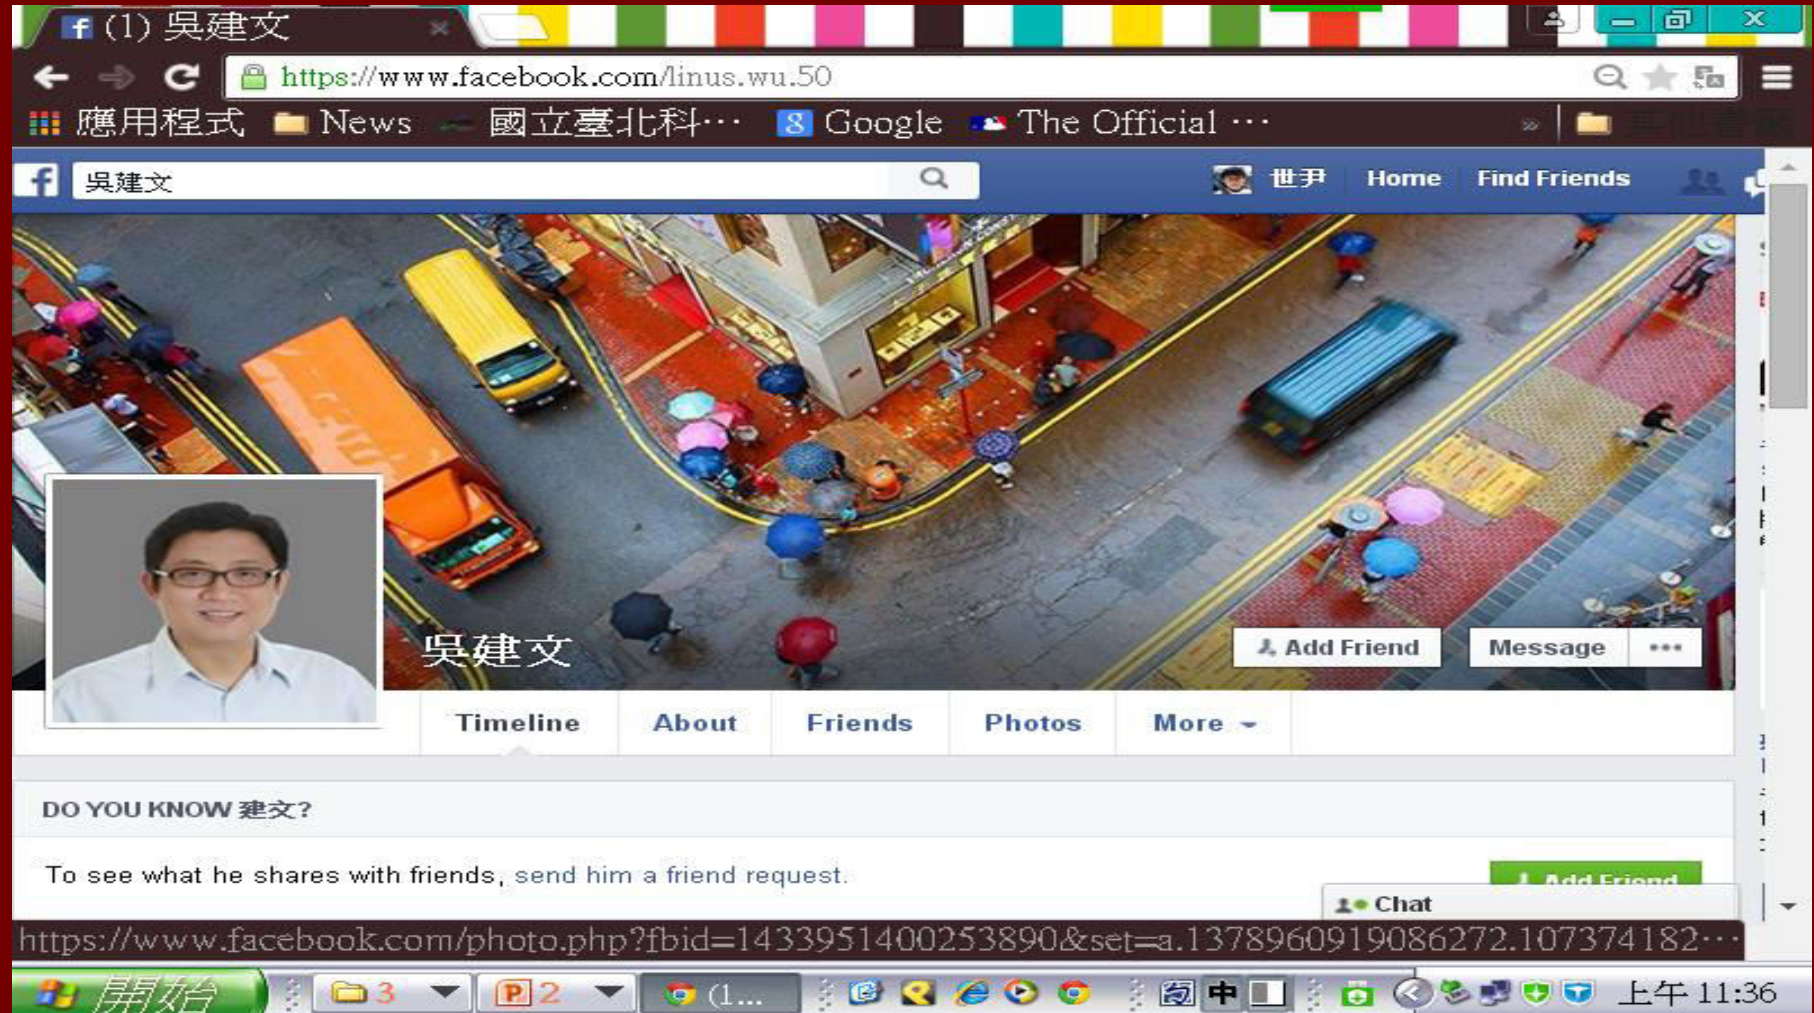 (1) 吳建文
https://www.facebook.com/linus.wu.50
應用程式 News 國立臺北科… Google The Official …
吳建文
世尹 Home Find Friends
吳建文
Add Friend Message
Timeline About Friends Photos More
DO YOU KNOW 建文?
To see what he shares with friends, send him a friend request.
Add Friend
Chat
https://www.facebook.com/photo.php?fbid=1433951400253890&set=a.1378960919086272.107374182…
開始 3 2 (1... 中 上午 11:36